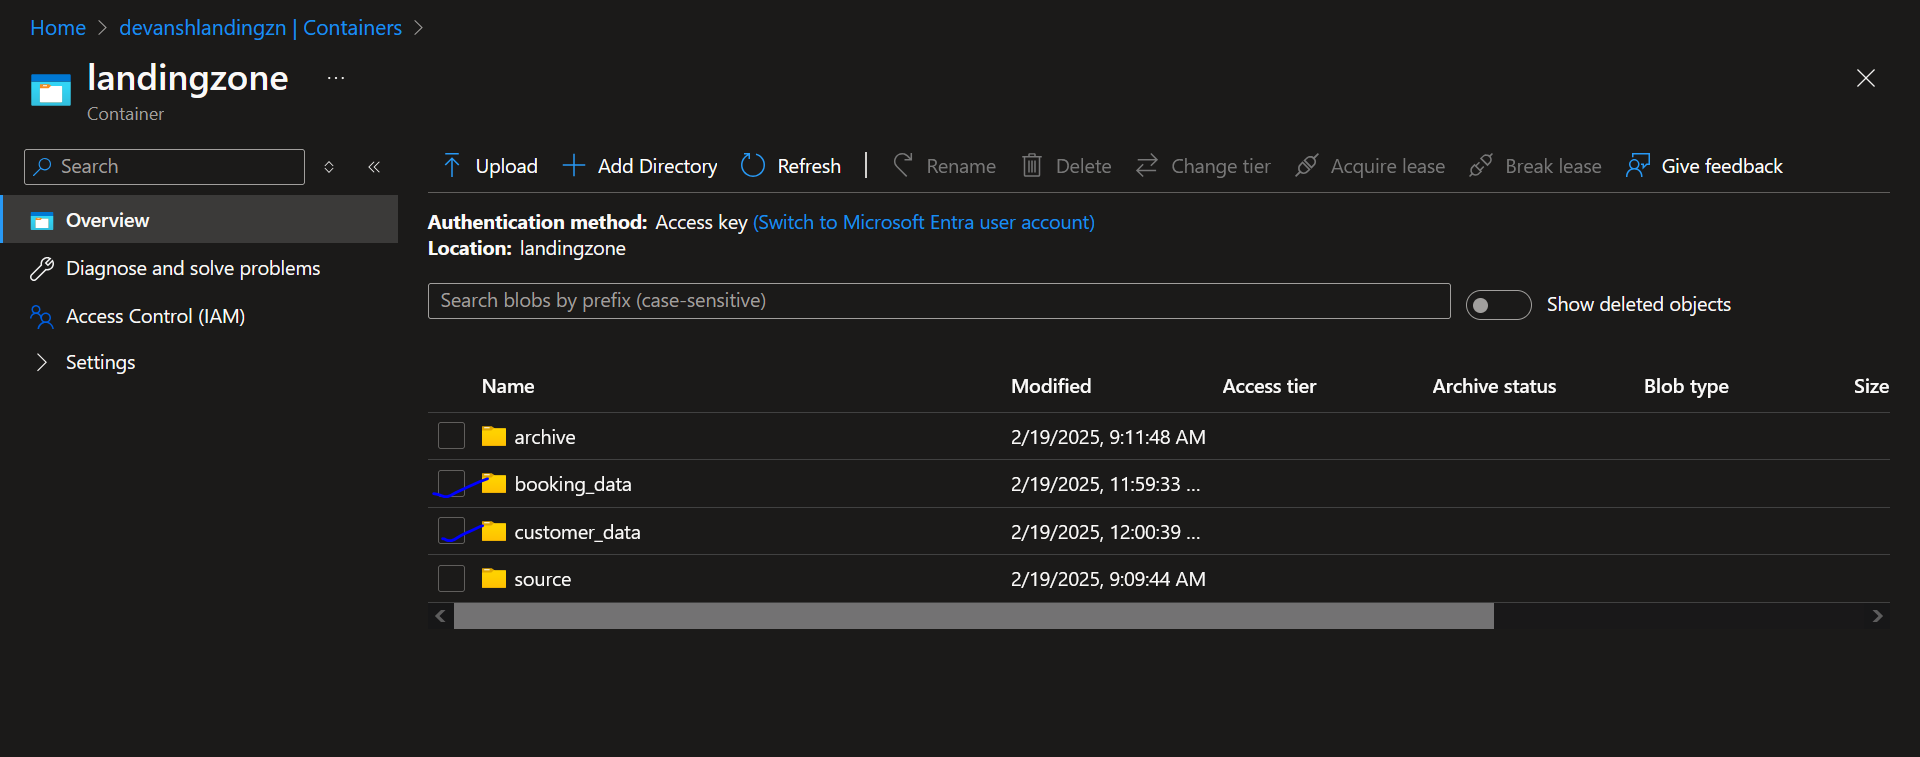 Home > devanshlandingzn | Containers >
landingzone ...
Container
Search
Overview
Diagnose and solve problems
Access Control (IAM)
Settings
Upload Add Directory Refresh | Rename Delete Change tier Acquire lease Break lease Give feedback
Authentication method: Access key (Switch to Microsoft Entra user account)
Location: landingzone
Search blobs by prefix (case-sensitive) Show deleted objects
Name Modified Access tier Archive status Blob type Size
archive 2/19/2025, 9:11:48 AM
booking_data 2/19/2025, 11:59:33 ...
customer_data 2/19/2025, 12:00:39 ...
source 2/19/2025, 9:09:44 AM